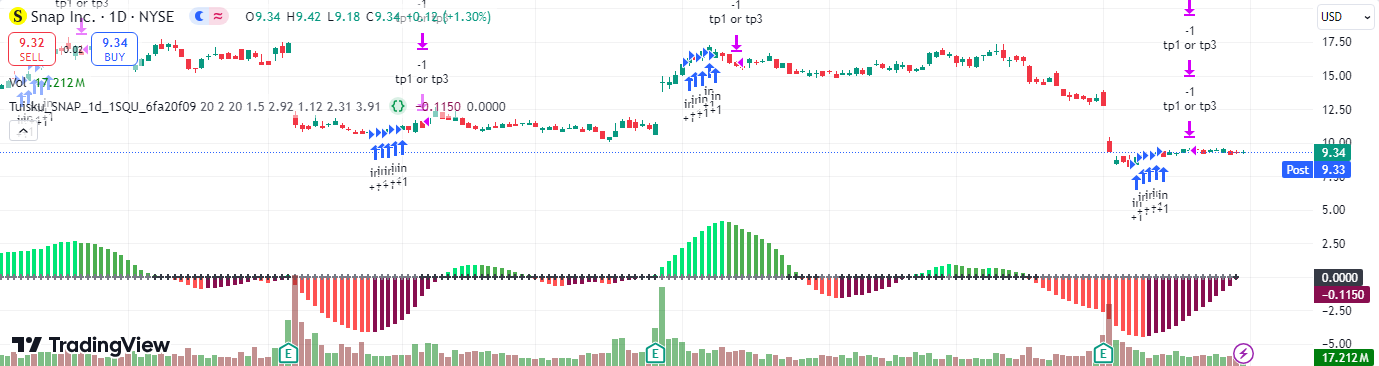 S Snap Inc. · 1D · NYSE
O9.34 H9.42 L9.18 C9.34 +0.12 (+1.30%)
USD
9.32
SELL
0.02
9.34
BUY
Vol 17.212 M
Tuisku_SNAP_1d_1SQU_6fa20f09 20 2 20 1.5 2.92 1.12 2.31 3.91 {} −0.1150 0.0000
-1
tp1 or tp3
-1
tp1 or tp3
-1
tp1 or tp3
-1
tp1 or tp3
17.50
15.00
12.50
10.00
9.34
Post 9.33
7.50
5.00
2.50
0.0000
−0.1150
−2.50
−5.00
17.212 M
E
E
E
TradingView